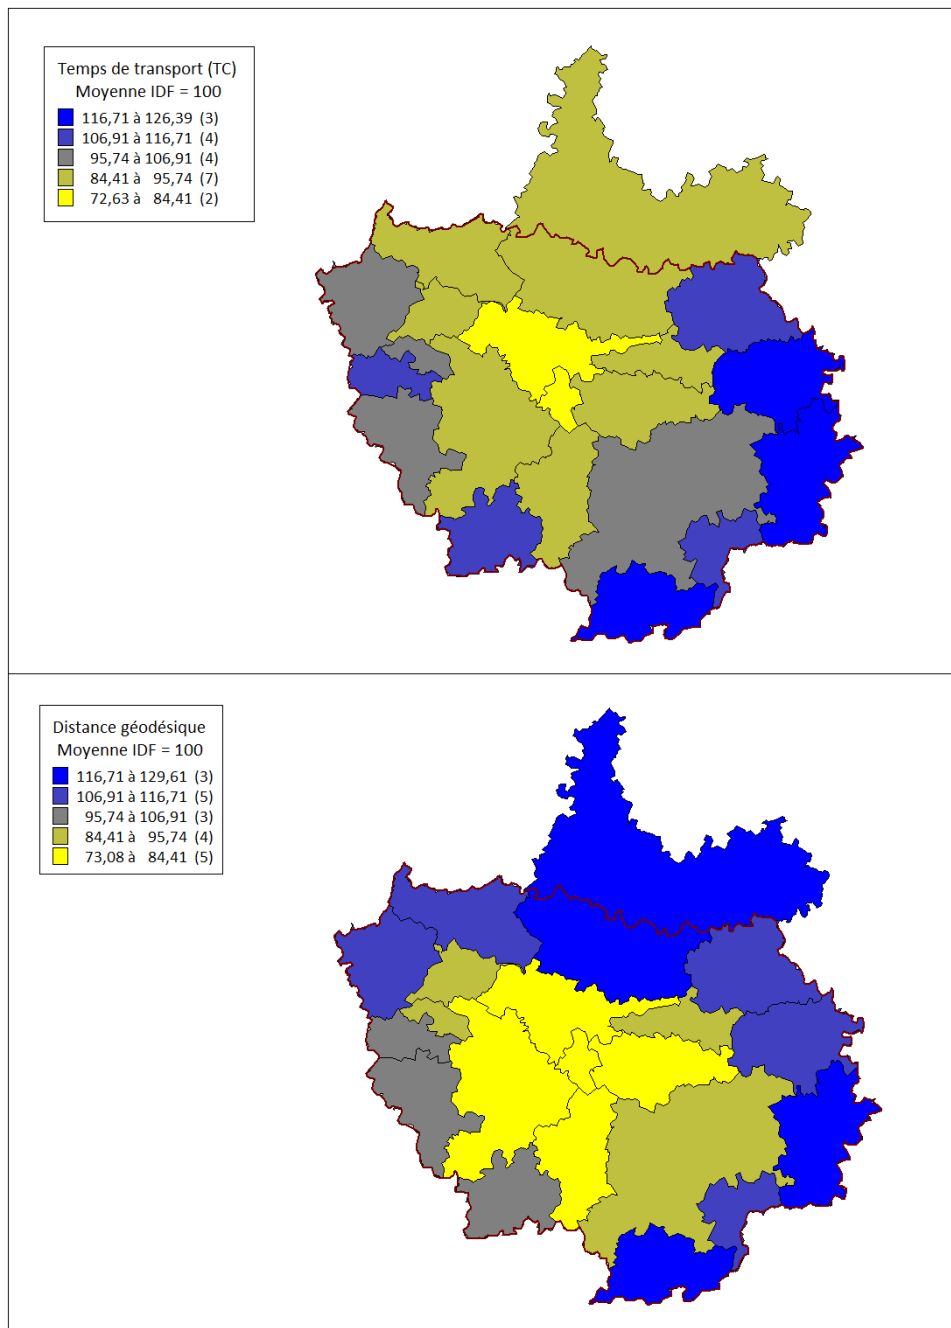 Temps de transport (TC)
Moyenne IDF = 100
116,71 à 126,39 (3)
106,91 à 116,71 (4)
95,74 à 106,91 (4)
84,41 à 95,74 (7)
72,63 à 84,41 (2)
Distance géodésique
Moyenne IDF = 100
116,71 à 129,61 (3)
106,91 à 116,71 (5)
95,74 à 106,91 (3)
84,41 à 95,74 (4)
73,08 à 84,41 (5)